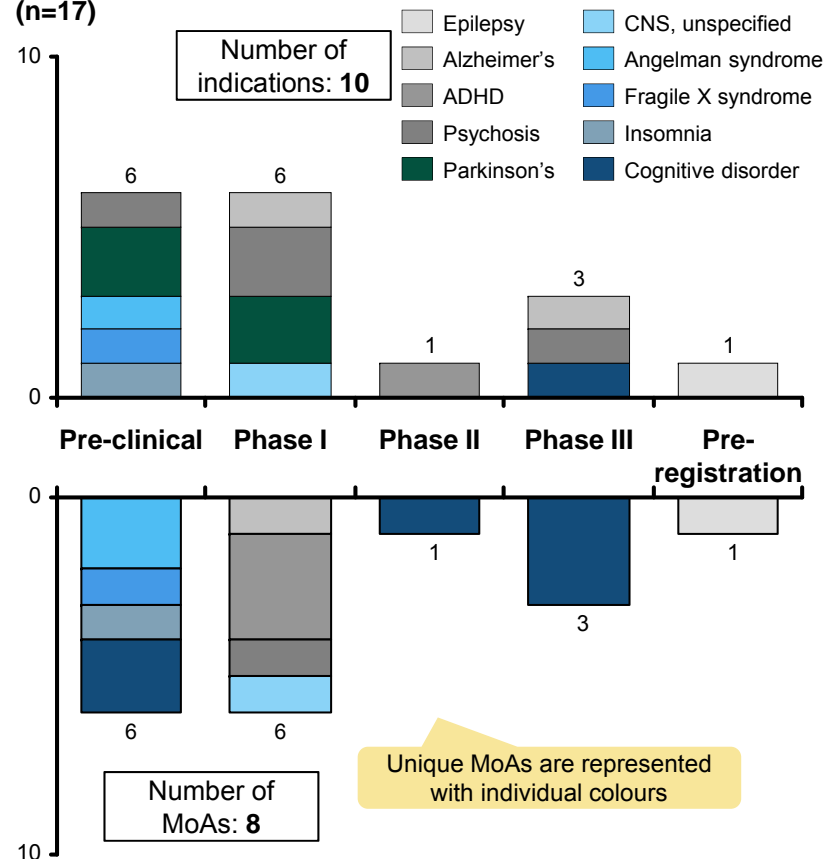 (n=17)
10
Number of
indications: 10
Epilepsy
Alzheimer's
ADHD
Psychosis
Parkinson's
CNS, unspecified
Angelman syndrome
Fragile X syndrome
Insomnia
Cognitive disorder
6
6
1
3
1
0
Pre-clinical
Phase I
Phase II
Phase III
Pre-
registration
0
6
6
1
3
1
Unique MoAs are represented
with individual colours
Number of
MoAs: 8
10